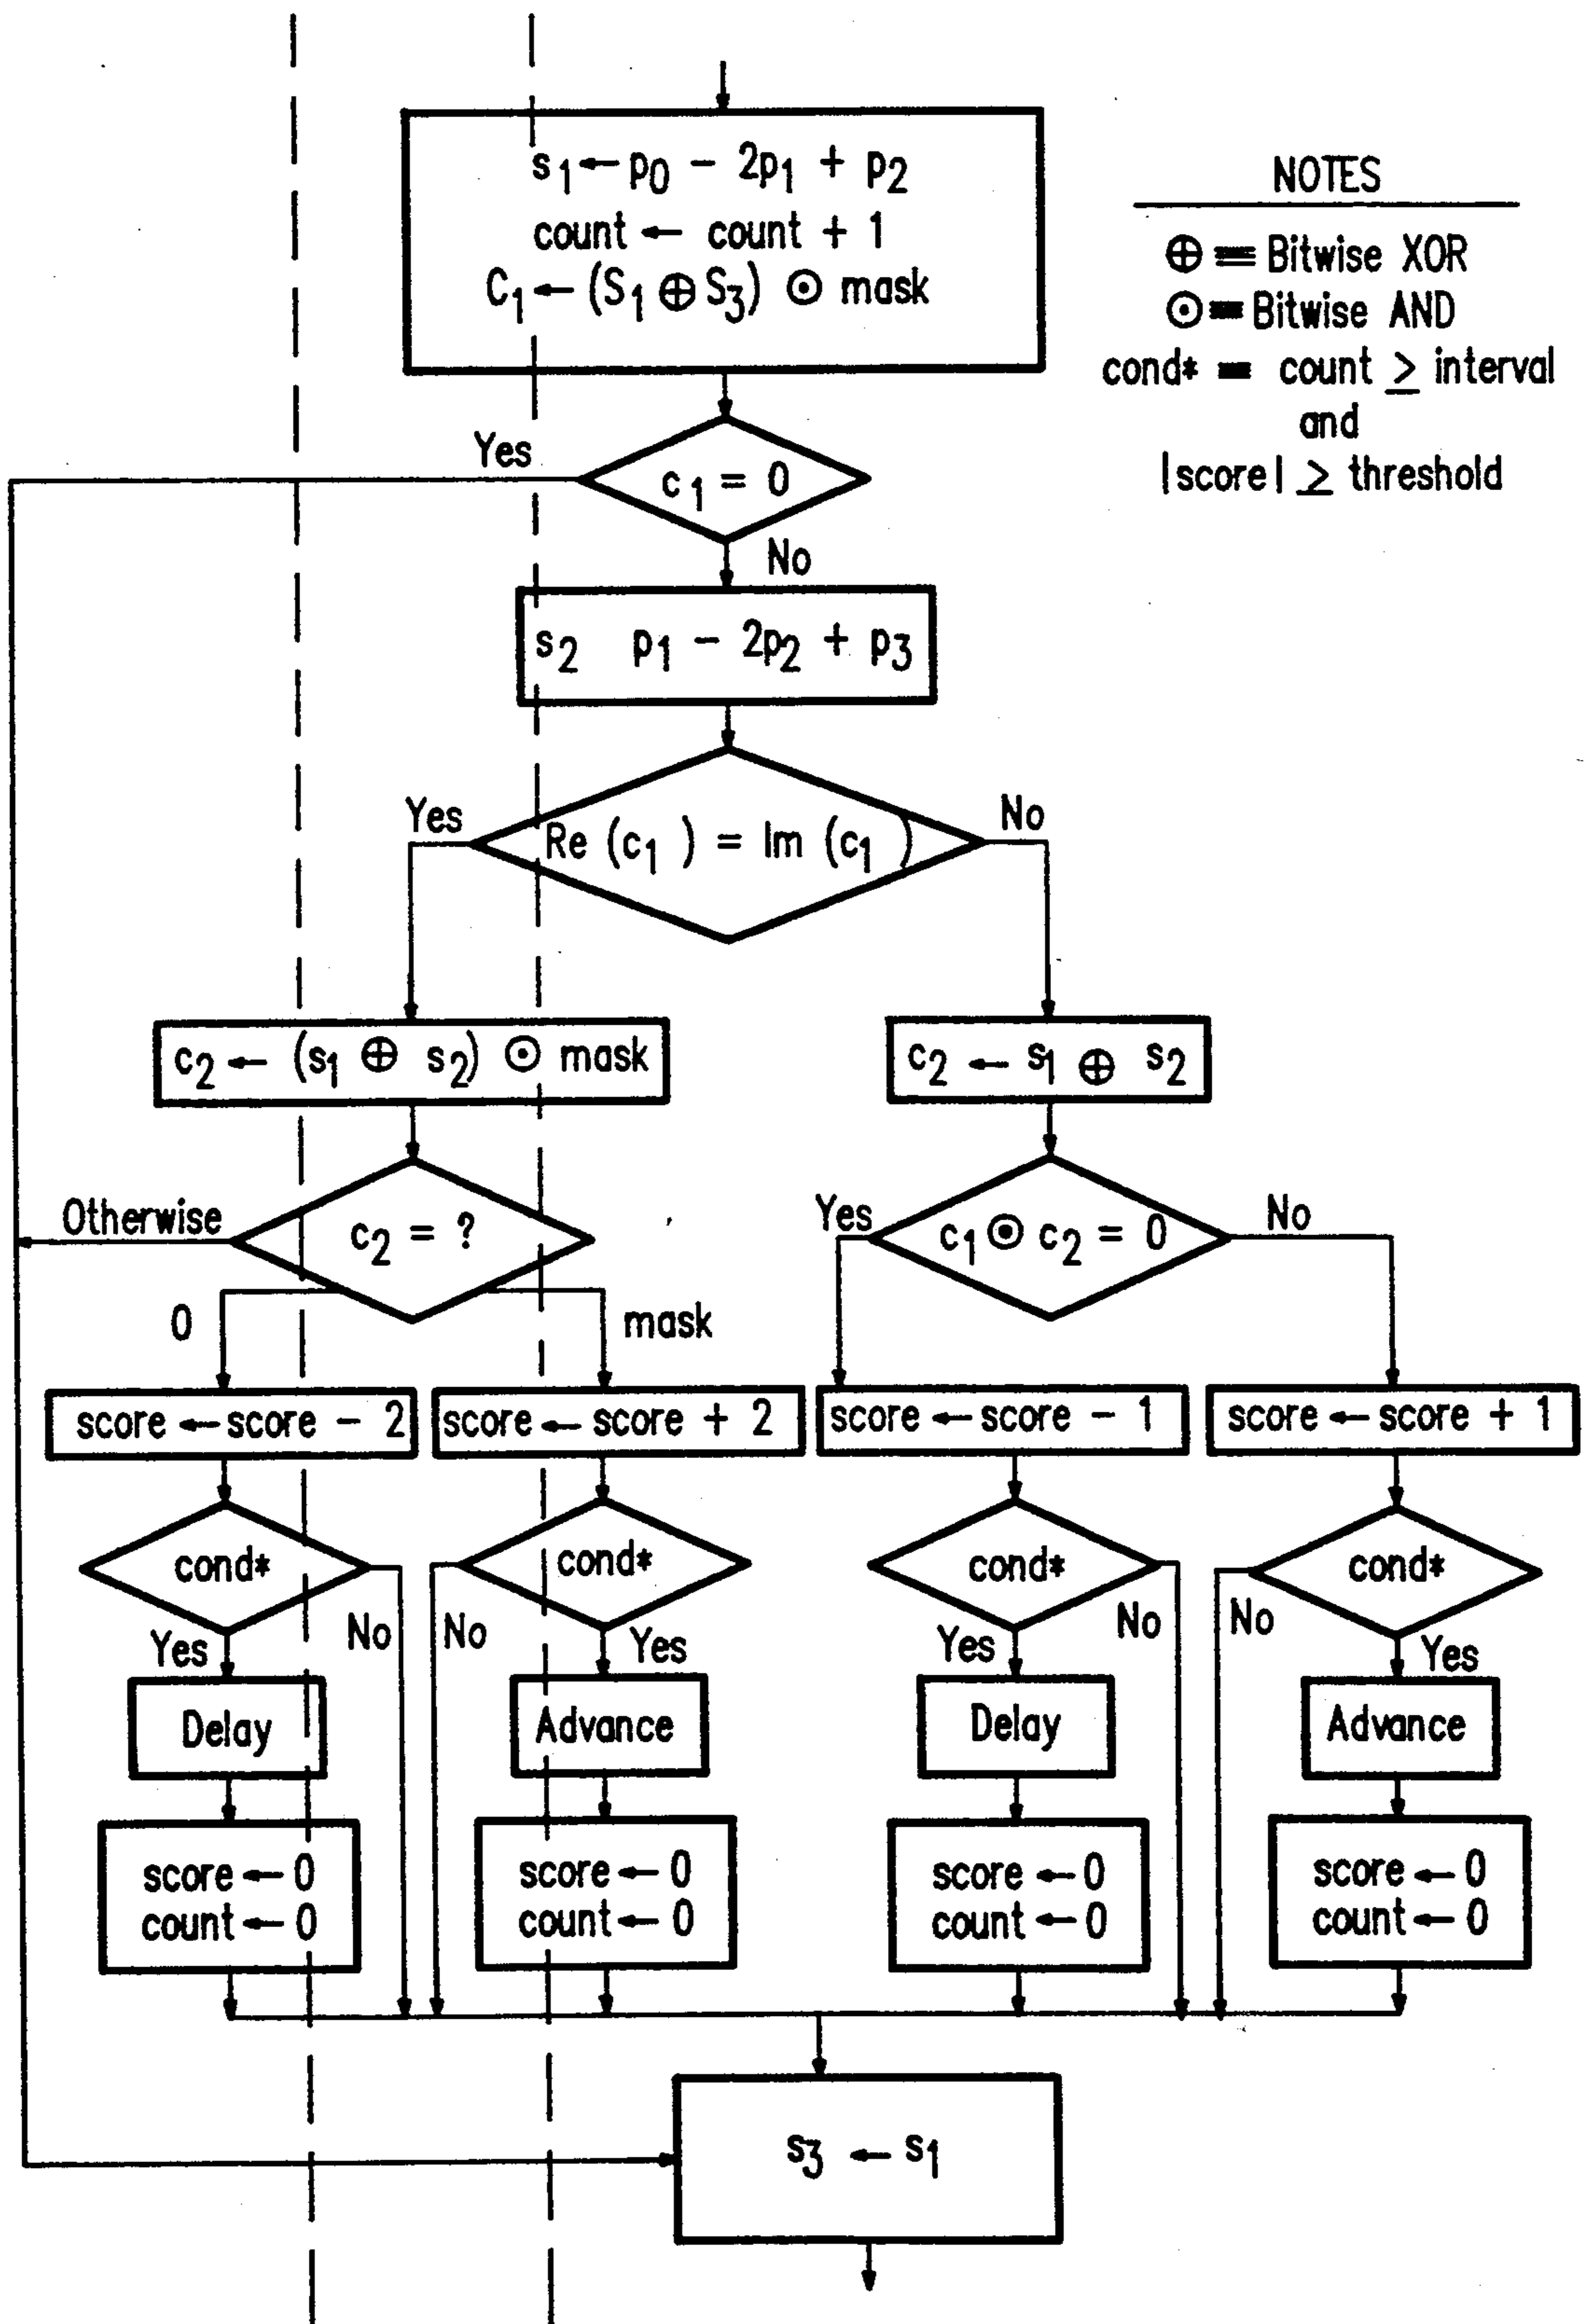 s₁ ← p₀ - 2p₁ + p₂
count ← count + 1
C₁ ← (S₁ ⊕ S₃) ⊙ mask
NOTES
⊕ = Bitwise XOR
⊙ = Bitwise AND
cond* = count ≥ interval
and
|score| ≥ threshold
Yes
c₁ = 0
No
s₂ p₁ - 2p₂ + p₃
Yes
Re (c₁ ) = Im (c₁ )
No
c₂ ← (s₁ ⊕ s₂) ⊙ mask
c₂ ← s₁ ⊕ s₂
Otherwise
c₂ = ?
Yes
c₁ ⊙ c₂ = 0
No
0
mask
score ← score - 2
score ← score + 2
score ← score - 1
score ← score + 1
cond*
cond*
cond*
cond*
Yes
No
No
Yes
Yes
No
No
Yes
Delay
Advance
Delay
Advance
score ← 0
count ← 0
score ← 0
count ← 0
score ← 0
count ← 0
score ← 0
count ← 0
s₃ ← s₁